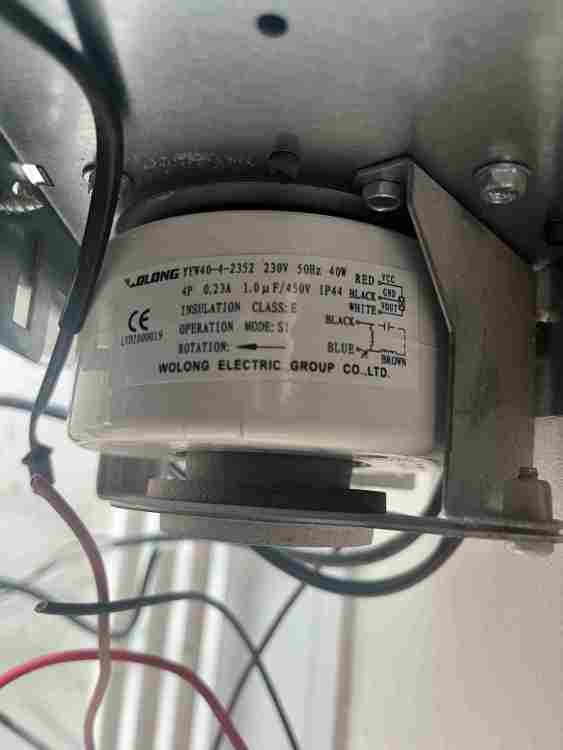 WOLONG YYW40-4-2352 230V 50Hz 40W
4P 0.23A 1.0μF/450V IP44
INSULATION CLASS: E
OPERATION MODE: S1
ROTATION:
WOLONG ELECTRIC GROUP CO.,LTD.
CE
RED VCC
BLACK GND
WHITE VOUT
BLACK
BLUE
BROWN